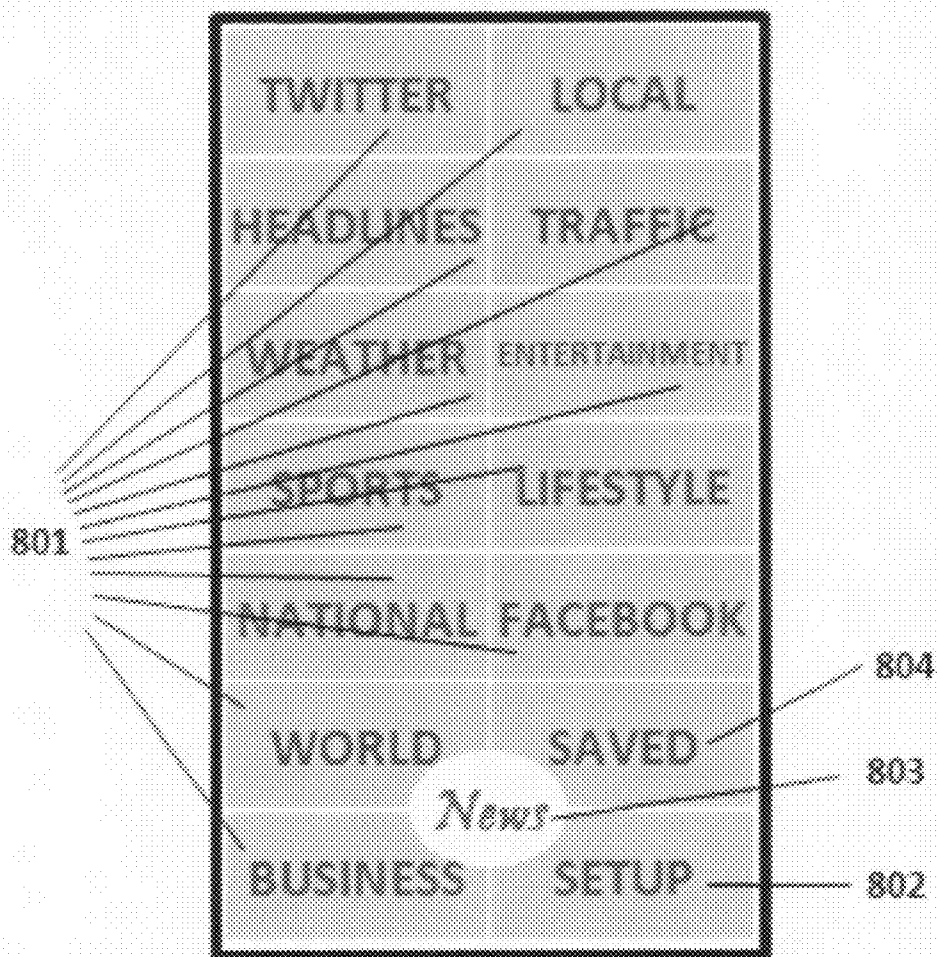 TWITTER LOCAL
HEADLINES TRAFFIC
WEATHER ENTERTAINMENT
SPORTS LIFESTYLE
801
NATIONAL FACEBOOK
804
WORLD SAVED
803
News
BUSINESS SETUP 802